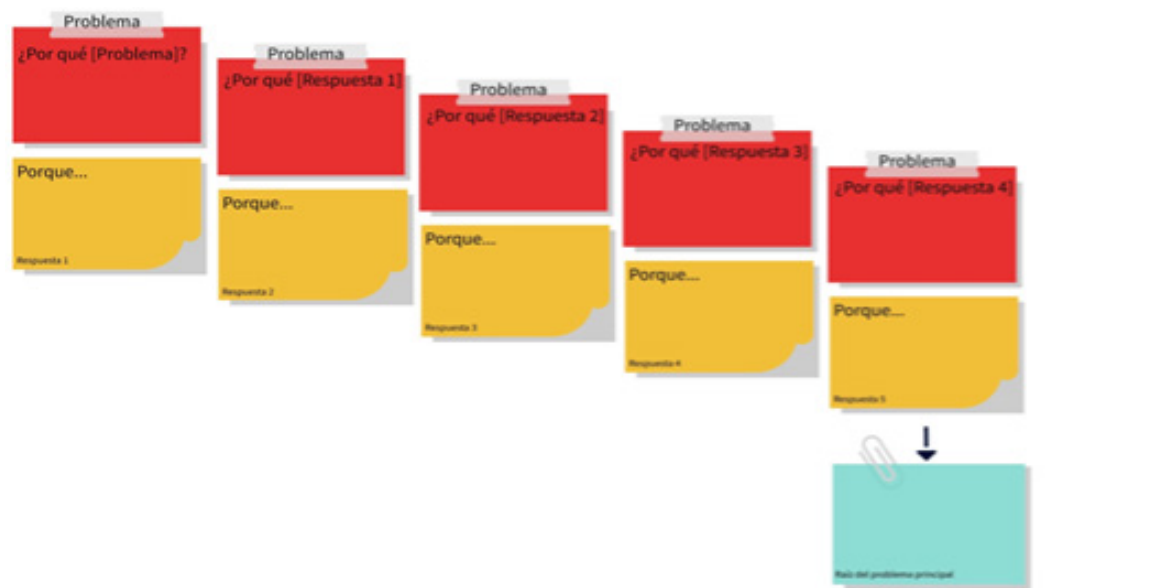 Problema
¿Por qué [Problema]?
Porque...
Respuesta 1
Problema
¿Por qué [Respuesta 1]
Porque...
Respuesta 2
Problema
¿Por qué [Respuesta 2]
Porque...
Respuesta 3
Problema
¿Por qué [Respuesta 3]
Porque...
Respuesta 4
Problema
¿Por qué [Respuesta 4]
Porque...
Respuesta 5
Raíz del problema principal